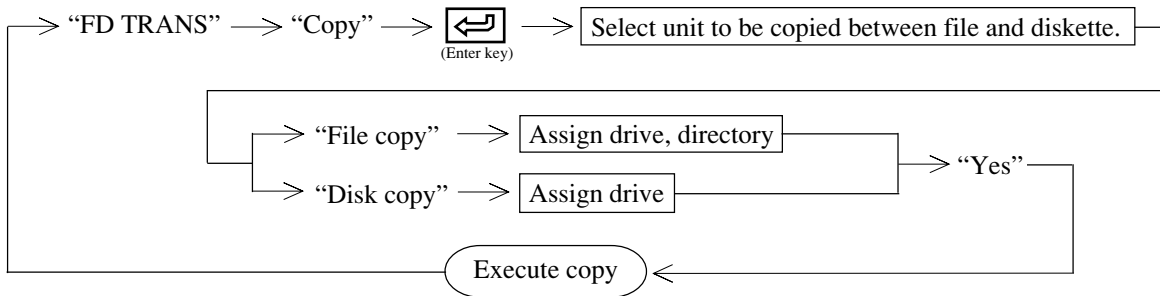 “FD TRANS” “Copy” Select unit to be copied between file and diskette.
(Enter key)
“File copy” Assign drive, directory
“Yes”
“Disk copy” Assign drive
Execute copy